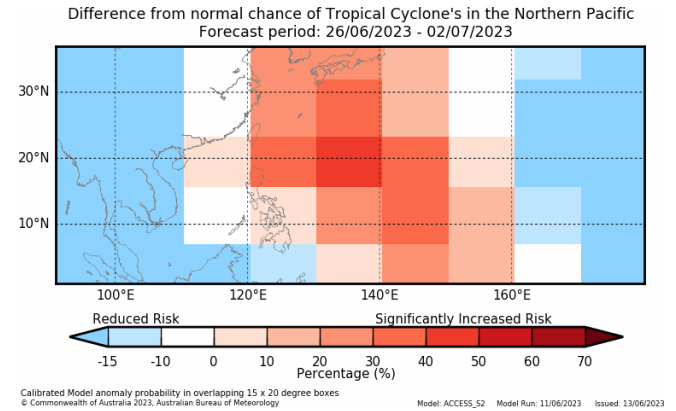 Difference from normal chance of Tropical Cyclone's in the Northern Pacific
Forecast period: 26/06/2023 - 02/07/2023
30°N
20°N
10°N
100°E 120°E 140°E 160°E
Reduced Risk Significantly Increased Risk
-15 -10 0 10 20 30 40 50 60 70
Percentage (%)
Calibrated Model anomaly probability in overlapping 15 x 20 degree boxes
© Commonwealth of Australia 2023, Australian Bureau of Meteorology Model: ACCESS_S2 Model Run: 11/06/2023 Issued: 13/06/2023